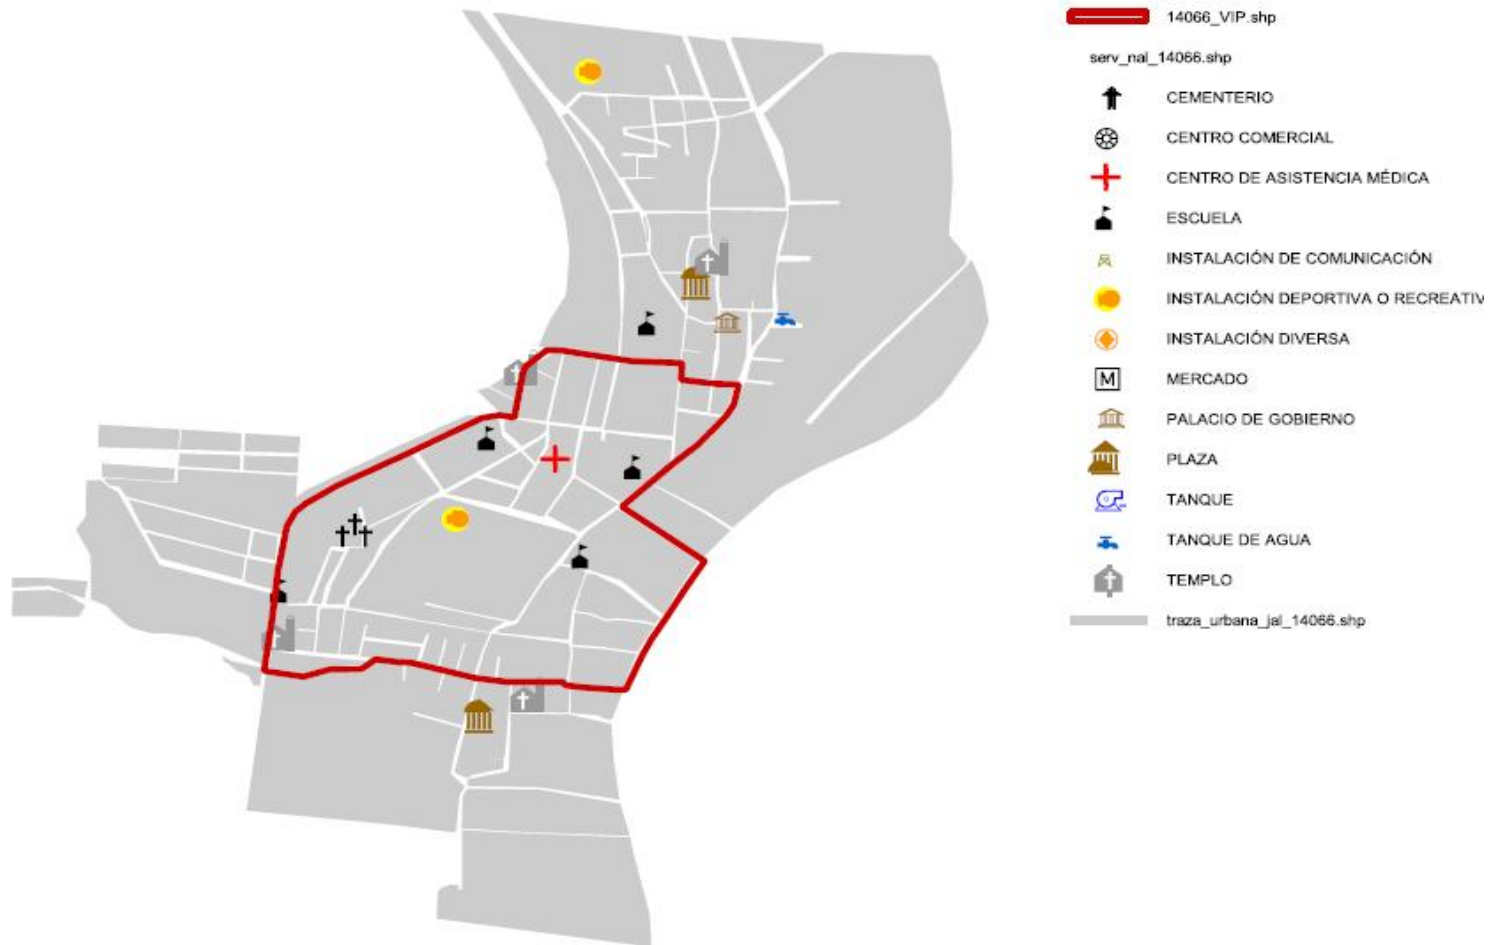 14066_VIP.shp
serv_nal_14066.shp
CEMENTERIO
CENTRO COMERCIAL
CENTRO DE ASISTENCIA MÉDICA
ESCUELA
INSTALACIÓN DE COMUNICACIÓN
INSTALACIÓN DEPORTIVA O RECREATIV
INSTALACIÓN DIVERSA
M MERCADO
PALACIO DE GOBIERNO
PLAZA
TANQUE
TANQUE DE AGUA
TEMPLO
traza_urbana_jal_14066.shp